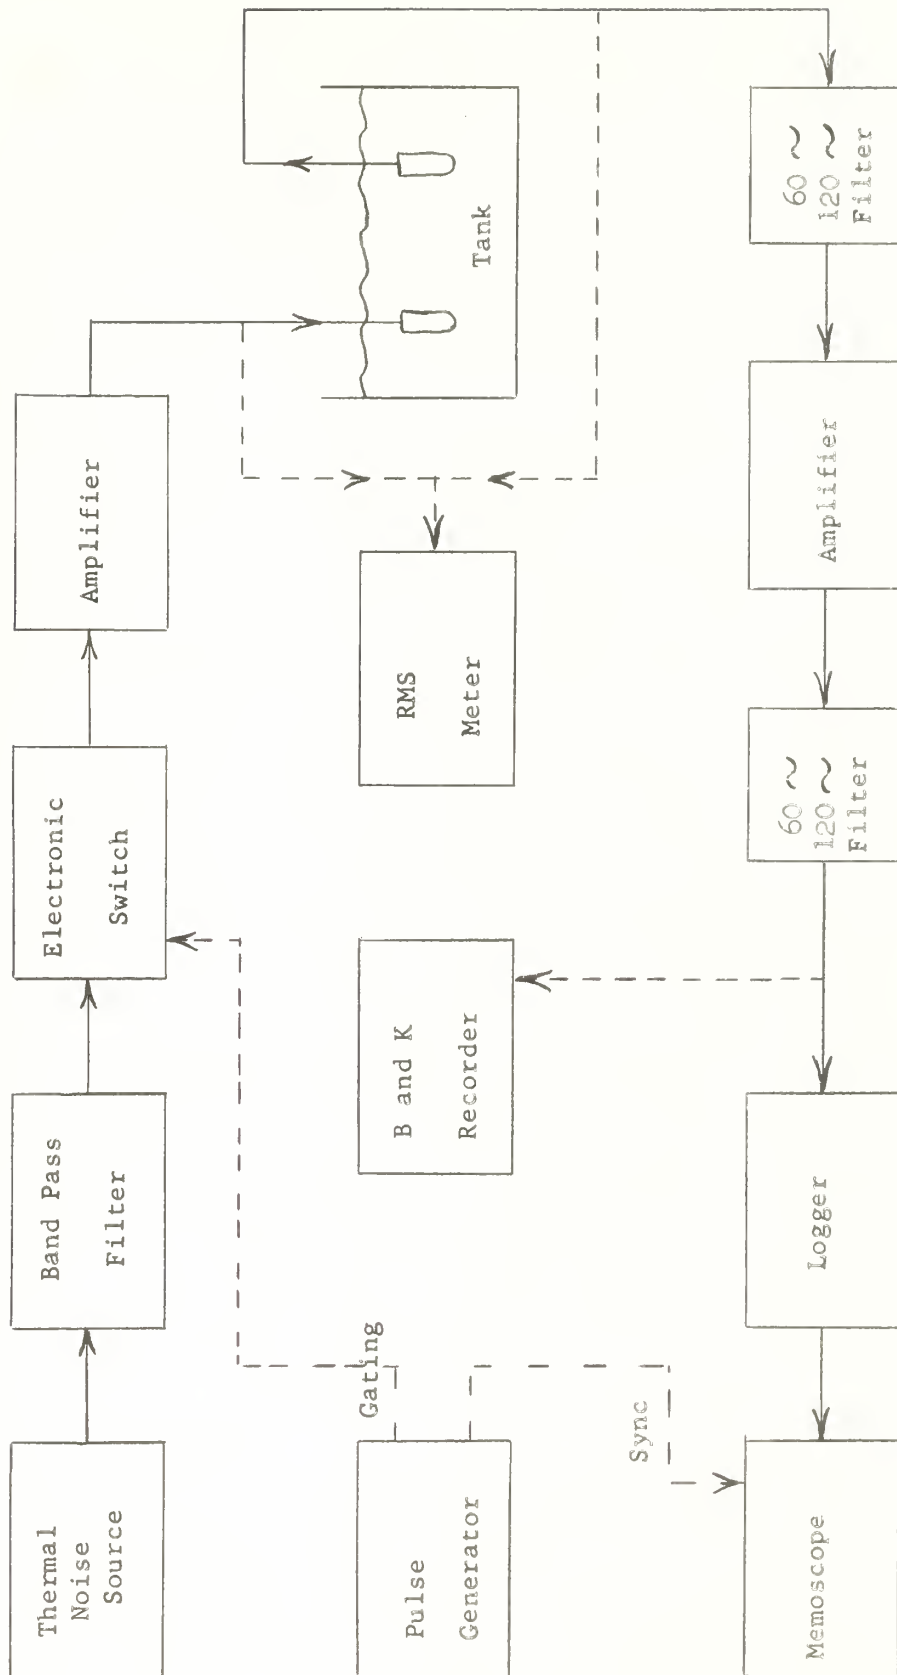 Thermal
Noise
Source
Band Pass
Filter
Electronic
Switch
Amplifier
Tank
Pulse
Generator
Gating
Sync
B and K
Recorder
RMS
Meter
Memoscope
Logger
60 ~
120 ~
Filter
Amplifier
60 ~
120 ~
Filter